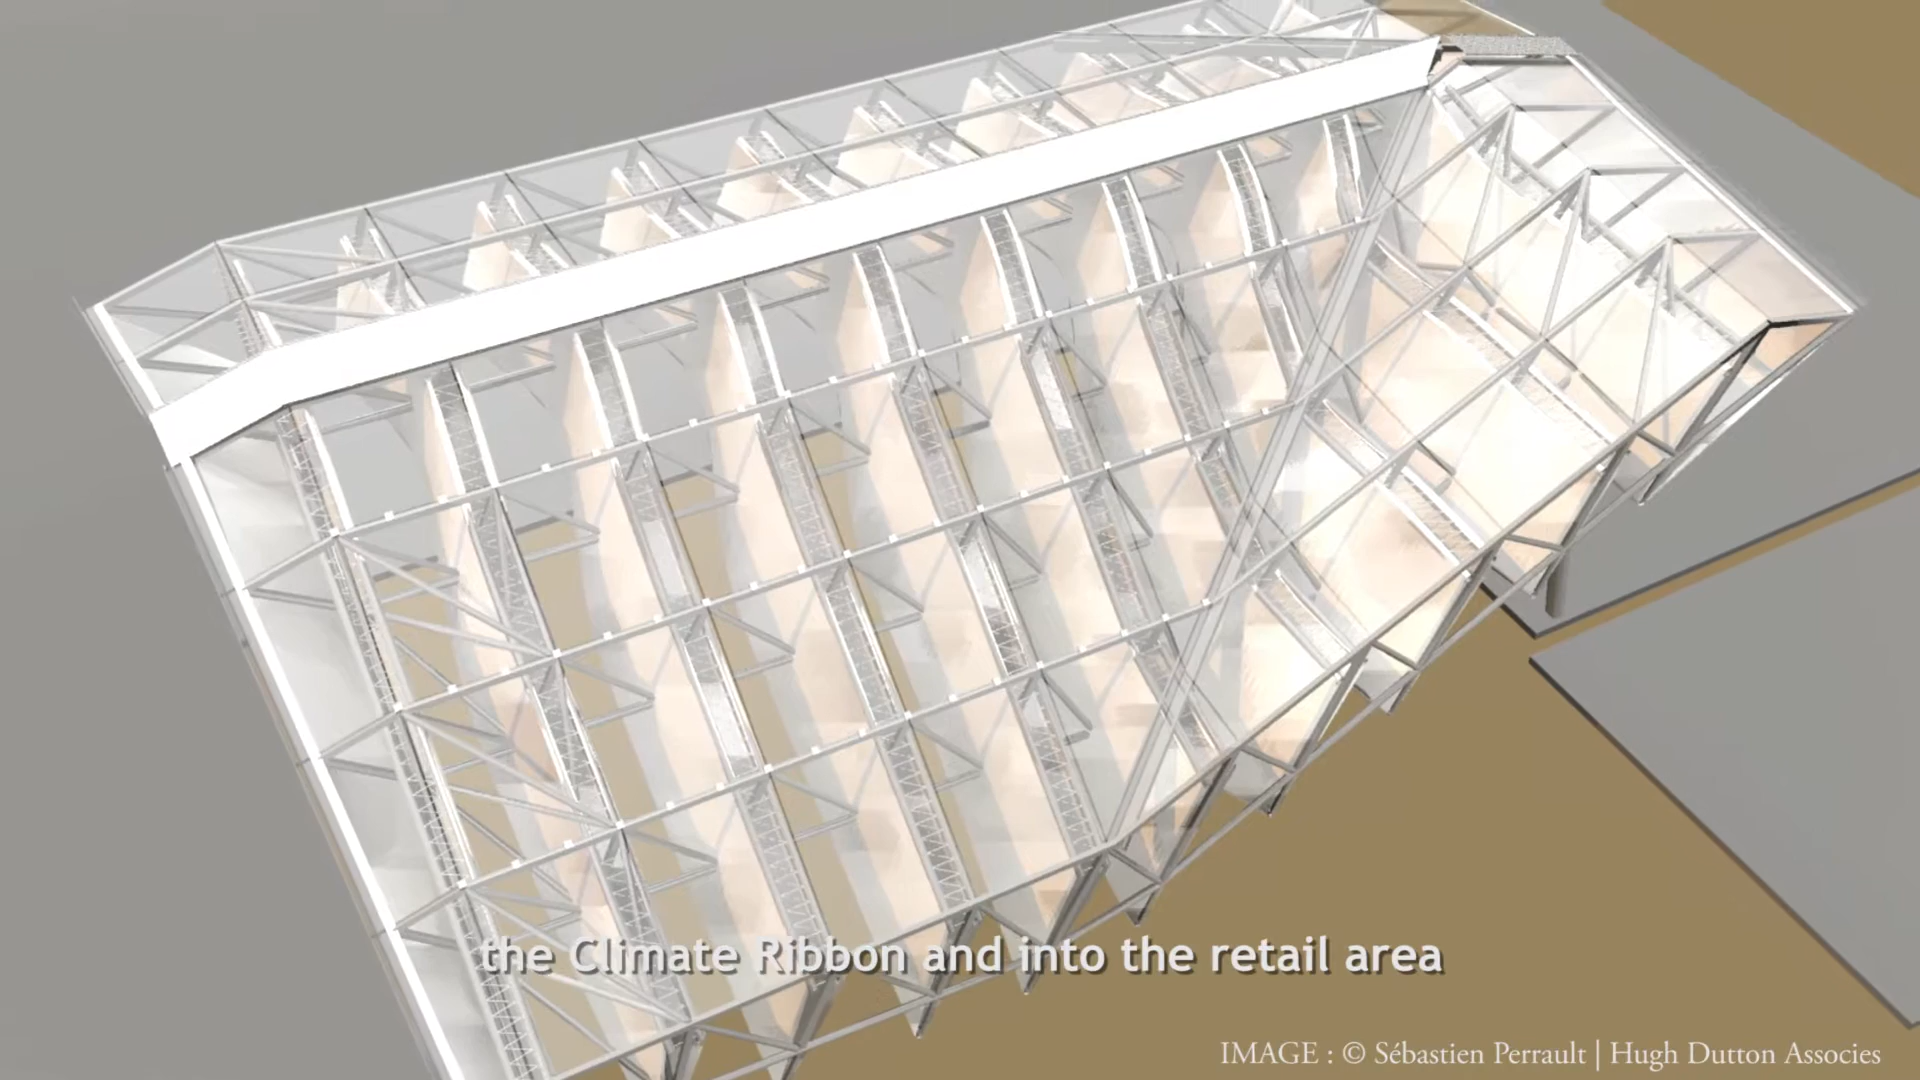 the Climate Ribbon and into the retail area
IMAGE : © Sébastien Perrault | Hugh Dutton Associes